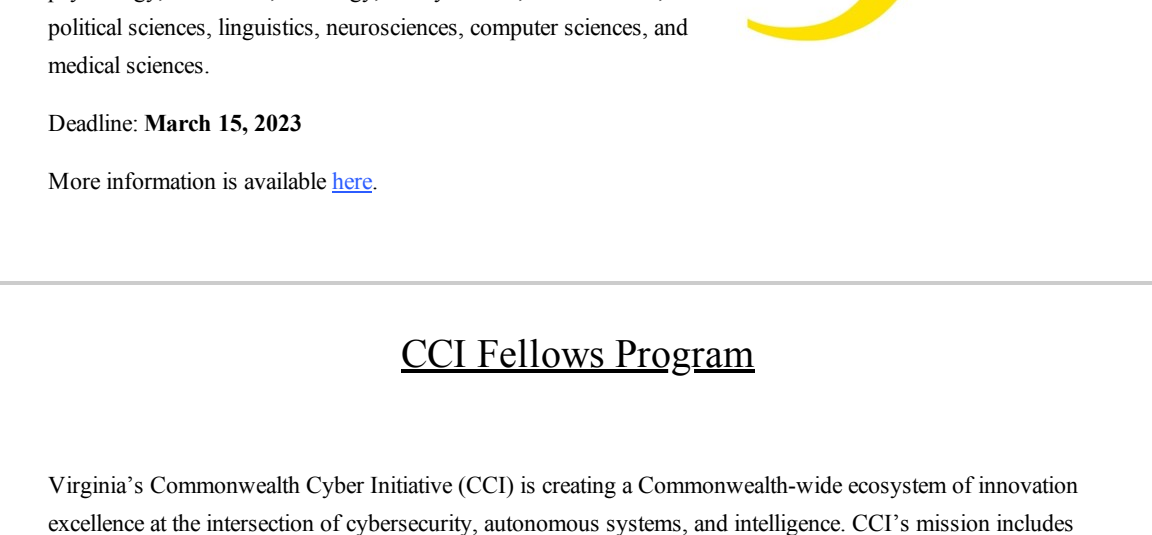 political sciences, linguistics, neurosciences, computer sciences, and
medical sciences.
Deadline: March 15, 2023
More information is available here.
CCI Fellows Program
Virginia’s Commonwealth Cyber Initiative (CCI) is creating a Commonwealth-wide ecosystem of innovation
excellence at the intersection of cybersecurity, autonomous systems, and intelligence. CCI’s mission includes